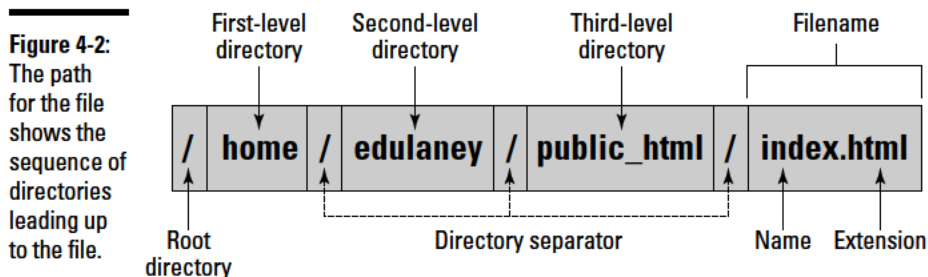 Figure 4-2:
The path
for the file
shows the
sequence of
directories
leading up
to the file.
First-level
directory
Second-level
directory
Third-level
directory
Filename
/ home / edulaney / public_html / index.html
Root
directory
Directory separator
Name
Extension